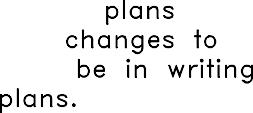 plans
changes to
be in writing
plans.